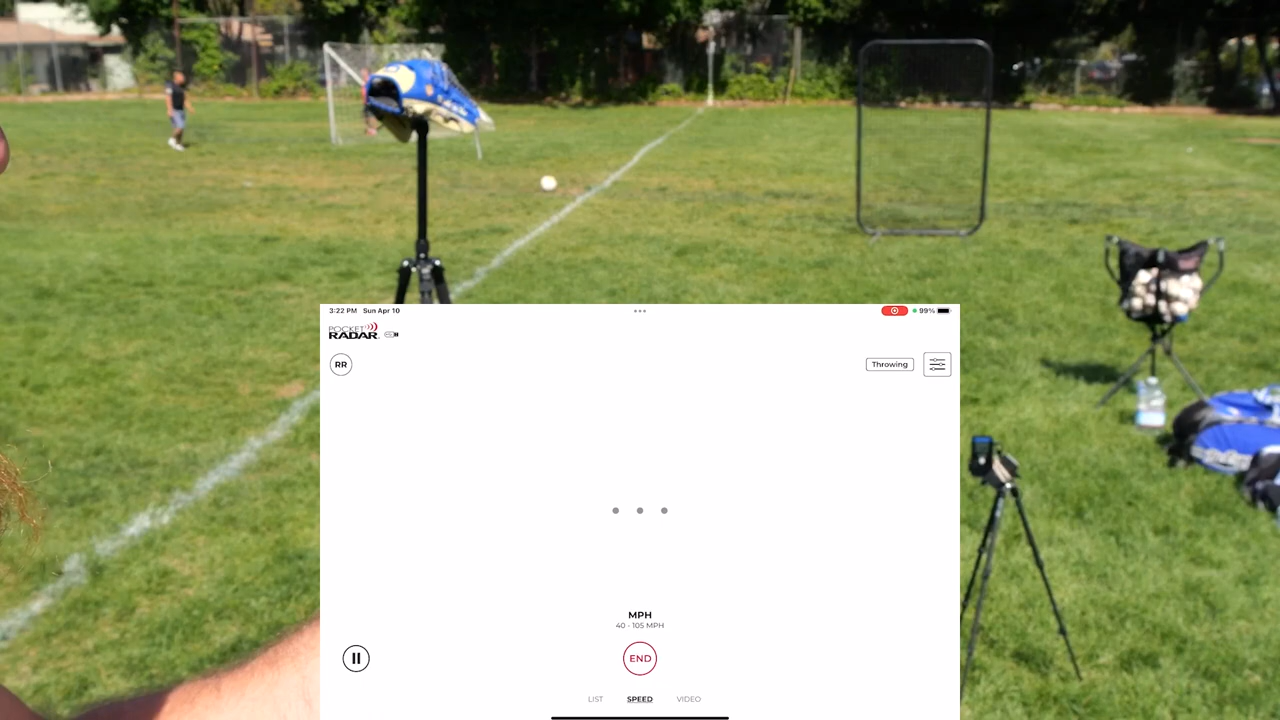 3:22 PM Sun Apr 10
99%
POCKET
RADAR
RR
Throwing
MPH
40 - 105 MPH
END
LIST SPEED VIDEO